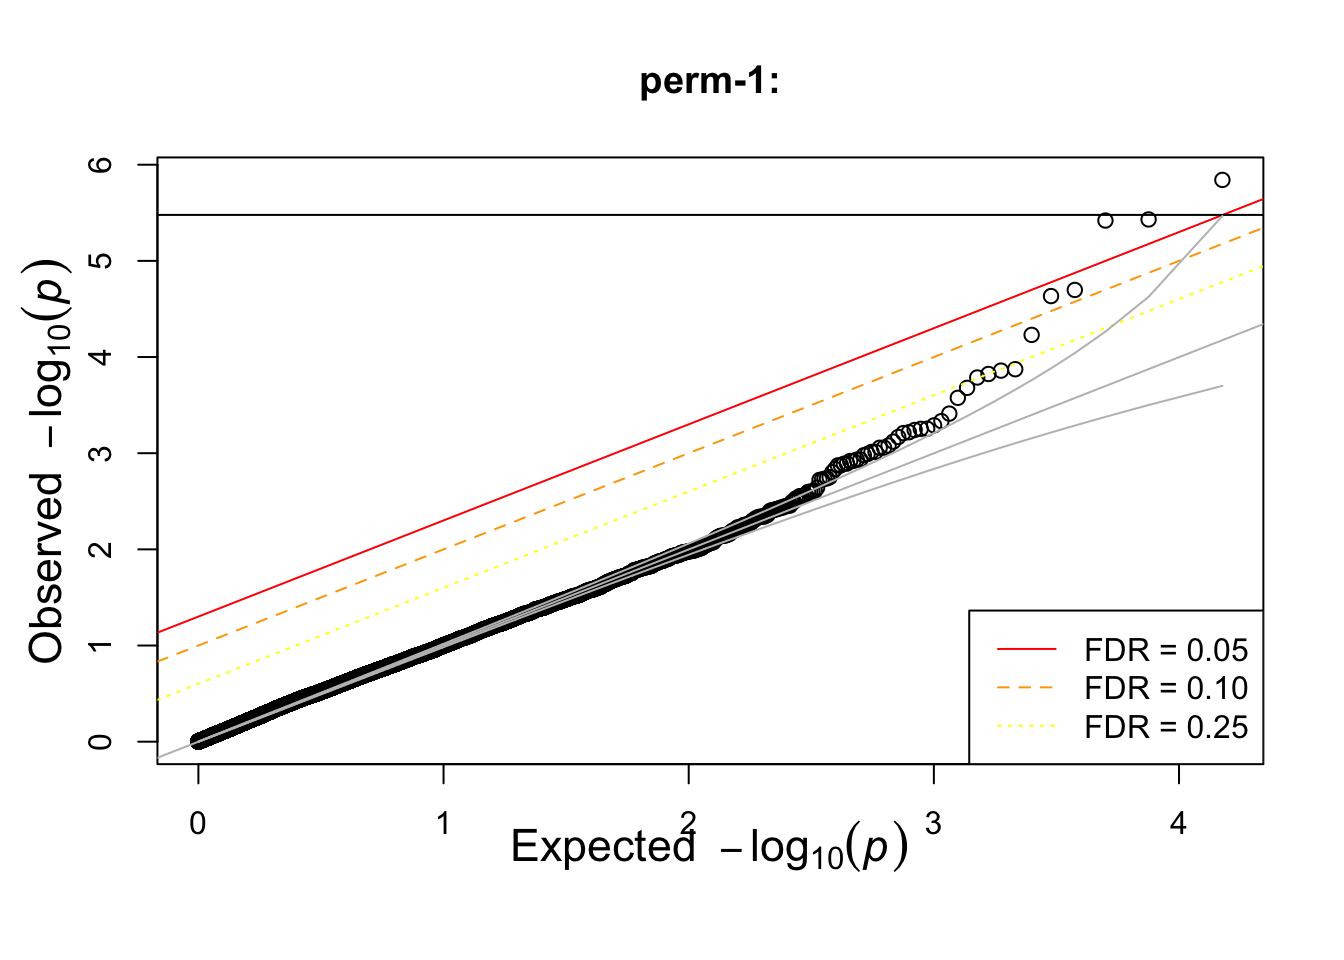 perm-1:
Observed −log10(p)
6
5
4
3
2
1
0
FDR = 0.05
FDR = 0.10
FDR = 0.25
0 1 2 3 4
Expected −log10(p)